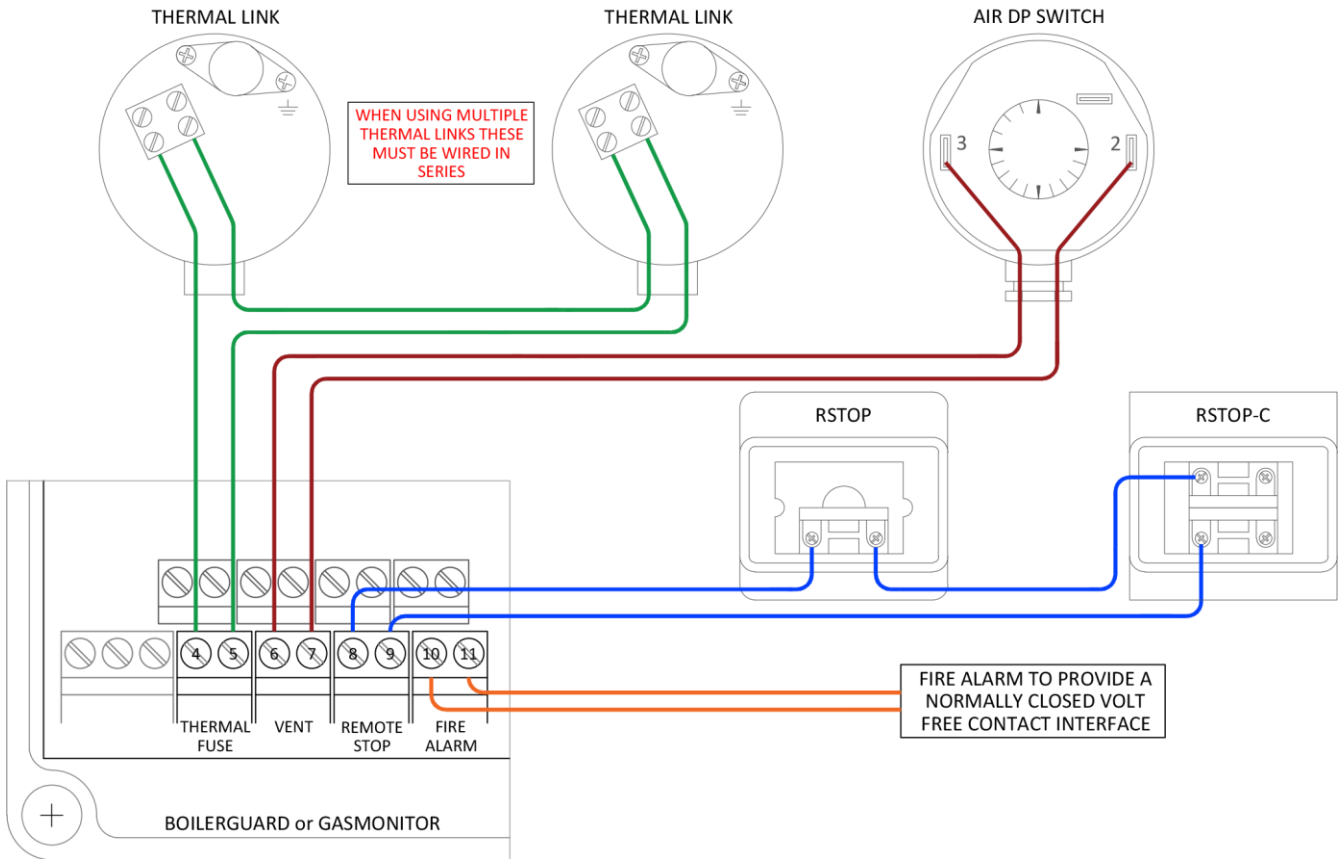 THERMAL LINK
THERMAL LINK
AIR DP SWITCH
WHEN USING MULTIPLE
THERMAL LINKS THESE
MUST BE WIRED IN
SERIES
3
2
RSTOP
RSTOP-C
4
5
6
7
8
9
10
11
THERMAL
FUSE
VENT
REMOTE
STOP
FIRE
ALARM
FIRE ALARM TO PROVIDE A
NORMALLY CLOSED VOLT
FREE CONTACT INTERFACE
BOILERGUARD or GASMONITOR